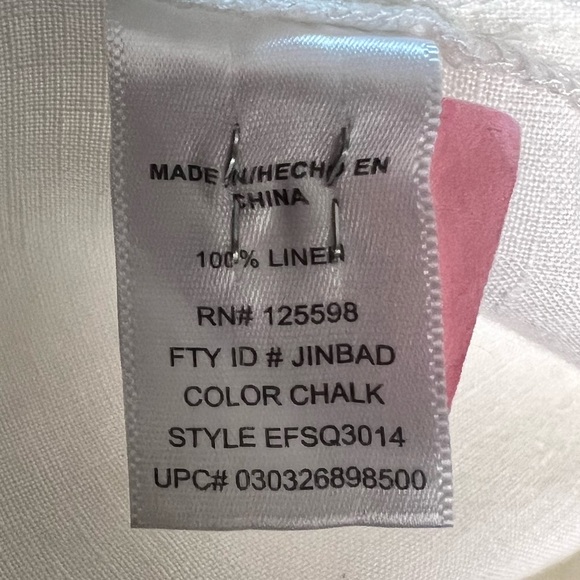 MADE IN/HECHO EN
CHINA
100% LINEN
RN# 125598
FTY ID # JINBAD
COLOR CHALK
STYLE EFSQ3014
UPC# 030326898500